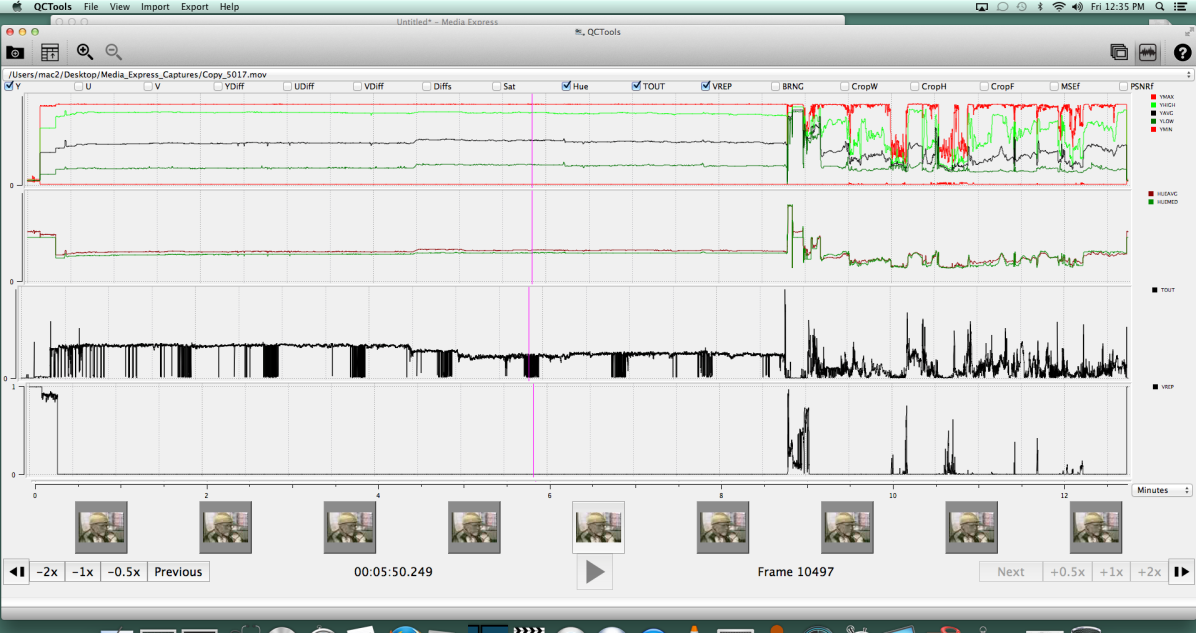 QCTools File View Import Export Help Fri 12:35 PM
Untitled* – Media Express
QCTools
/Users/mac2/Desktop/Media_Express_Captures/Copy_5017.mov
Y U V YDiff UDiff VDiff Diffs Sat Hue TOUT VREP BRNG CropW CropH CropF MSEf PSNRf
YMAX
YHIGH
YAVG
YLOW
YMIN
0
HUEAVG
HUEMED
0
TOUT
0
1
VREP
0
0 2 4 6 8 10 12 Minutes
-2x -1x -0.5x Previous 00:05:50.249 Frame 10497 Next +0.5x +1x +2x